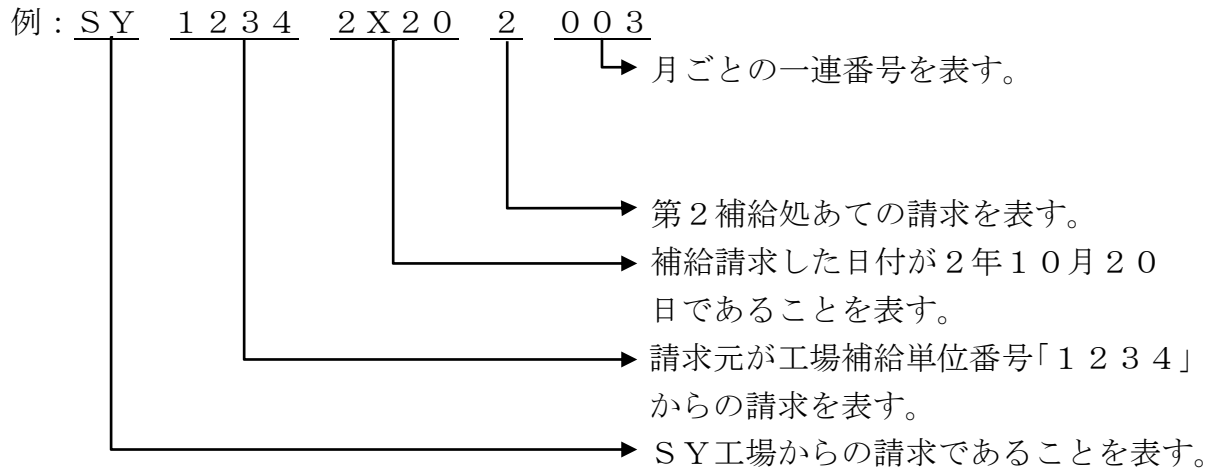 例：ＳＹ　１２３４　２Ｘ２０　２　００３
月ごとの一連番号を表す。
第２補給処あての請求を表す。
補給請求した日付が２年１０月２０
日であることを表す。
請求元が工場補給単位番号「１２３４」
からの請求を表す。
ＳＹ工場からの請求であることを表す。